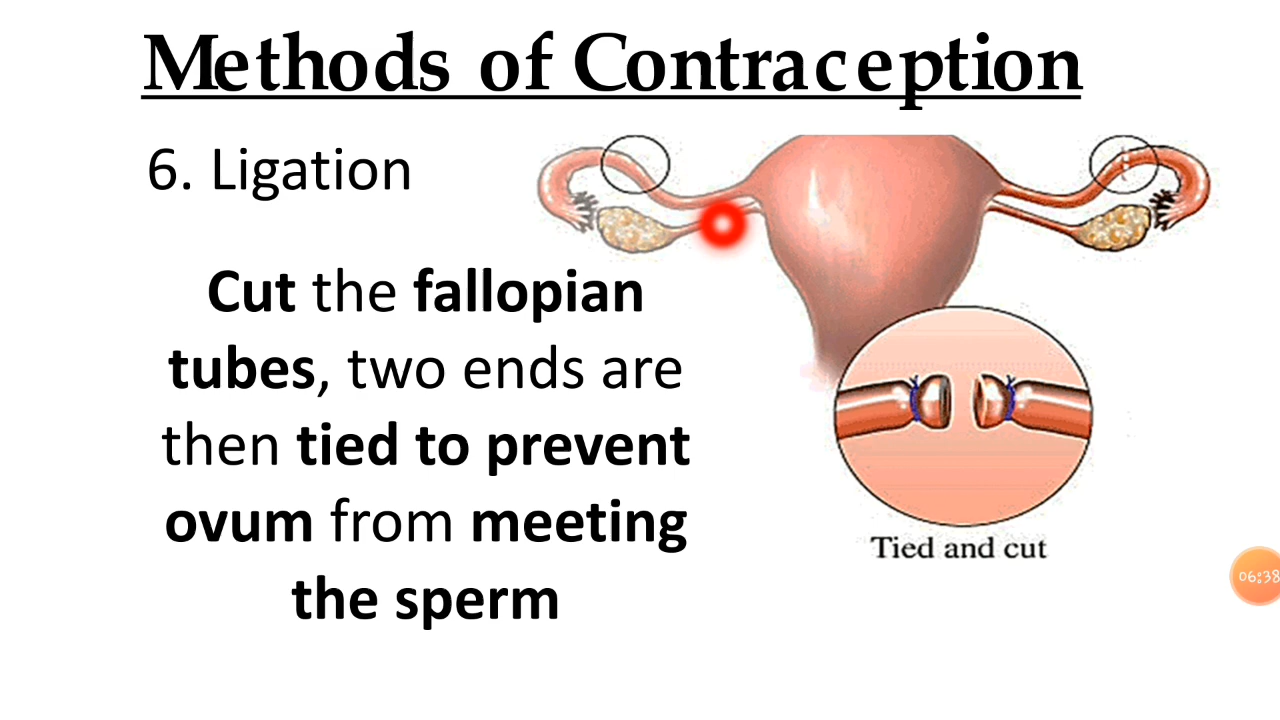 Methods of Contraception
6. Ligation
Cut the fallopian
tubes, two ends are
then tied to prevent
ovum from meeting
the sperm
Tied and cut
06:38